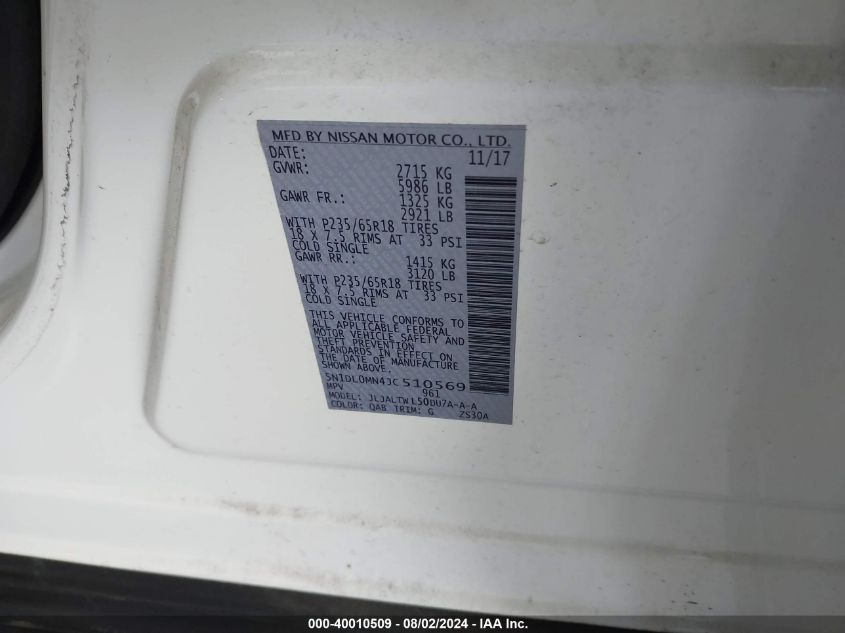 MFD BY NISSAN MOTOR CO., LTD.
DATE: 11/17
GVWR: 2715 KG
5986 LB
GAWR FR.: 1325 KG
2921 LB
WITH P235/65R18 TIRES
18 X 7.5 RIMS AT 33 PSI
COLD SINGLE
GAWR RR.: 1415 KG
3120 LB
WITH P235/65R18 TIRES
18 X 7.5 RIMS AT 33 PSI
COLD SINGLE
THIS VEHICLE CONFORMS TO
ALL APPLICABLE FEDERAL
MOTOR VEHICLE SAFETY AND
THEFT PREVENTION
STANDARDS IN EFFECT ON
THE DATE OF MANUFACTURE
SHOWN ABOVE.
5N1DL0MN4JC510569
MPV 961
MODEL: JLJALTWL50DU7A-A-A
COLOR: QAB TRIM: G ZS30A
000-40010509 - 08/02/2024 - IAA Inc.